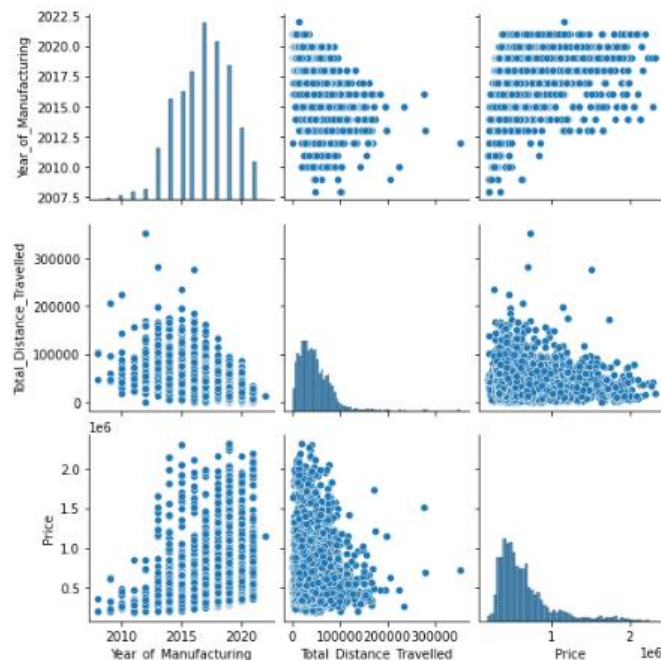 2022.5
2020.0
2017.5
2015.0
2012.5
2010.0
2007.5
Year_of_Manufacturing
300000
200000
100000
0
Total_Distance_Travelled
1e6
2.0
1.5
1.0
0.5
Price
2010 2015 2020
Year_of_Manufacturing
0 100000 200000 300000
Total_Distance_Travelled
1 2
Price
1e6